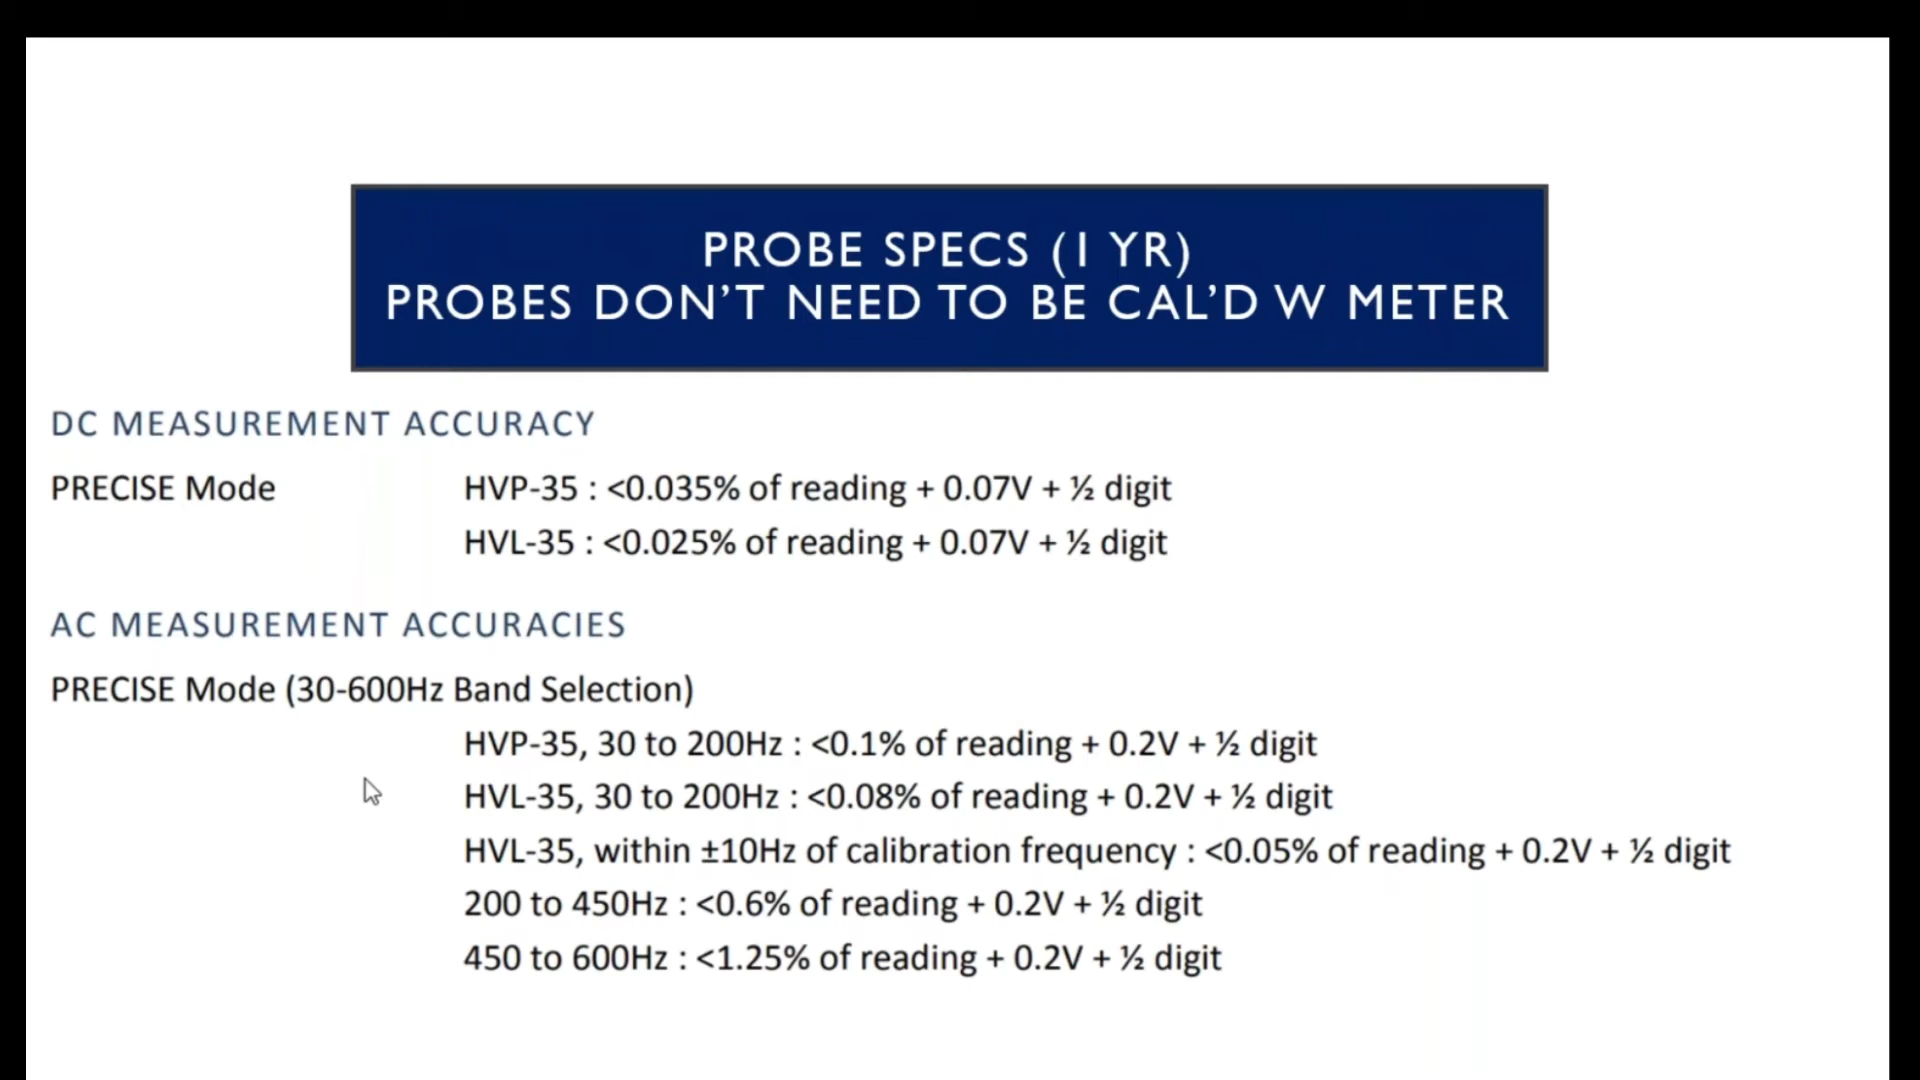 PROBE SPECS (1 YR)
PROBES DON'T NEED TO BE CAL'D W METER
DC MEASUREMENT ACCURACY
PRECISE Mode HVP-35 : <0.035% of reading + 0.07V + ½ digit
HVL-35 : <0.025% of reading + 0.07V + ½ digit
AC MEASUREMENT ACCURACIES
PRECISE Mode (30-600Hz Band Selection)
HVP-35, 30 to 200Hz : <0.1% of reading + 0.2V + ½ digit
HVL-35, 30 to 200Hz : <0.08% of reading + 0.2V + ½ digit
HVL-35, within ±10Hz of calibration frequency : <0.05% of reading + 0.2V + ½ digit
200 to 450Hz : <0.6% of reading + 0.2V + ½ digit
450 to 600Hz : <1.25% of reading + 0.2V + ½ digit